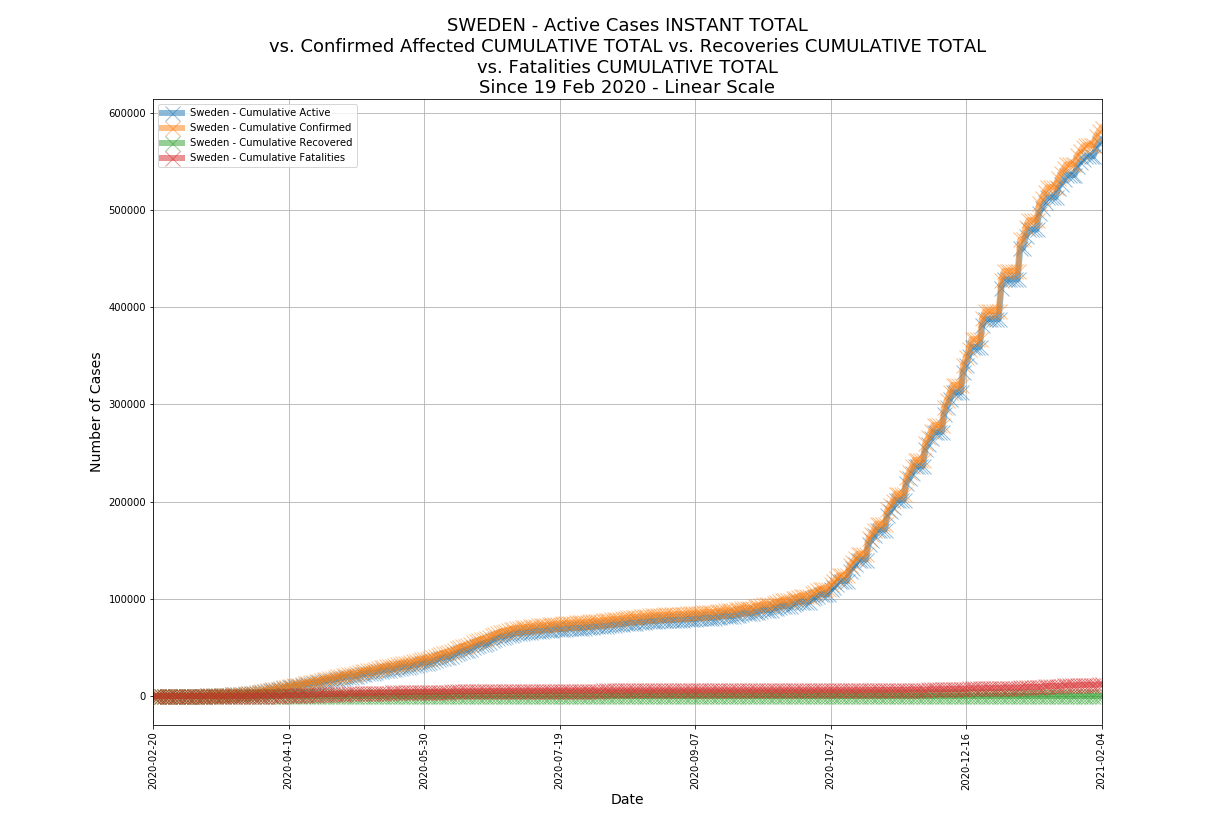 SWEDEN - Active Cases INSTANT TOTAL
vs. Confirmed Affected CUMULATIVE TOTAL vs. Recoveries CUMULATIVE TOTAL
vs. Fatalities CUMULATIVE TOTAL
Since 19 Feb 2020 - Linear Scale
Sweden - Cumulative Active
Sweden - Cumulative Confirmed
Sweden - Cumulative Recovered
Sweden - Cumulative Fatalities
Number of Cases
600000
500000
400000
300000
200000
100000
0
2020-02-20
2020-04-10
2020-05-30
2020-07-19
2020-09-07
2020-10-27
2020-12-16
2021-02-04
Date